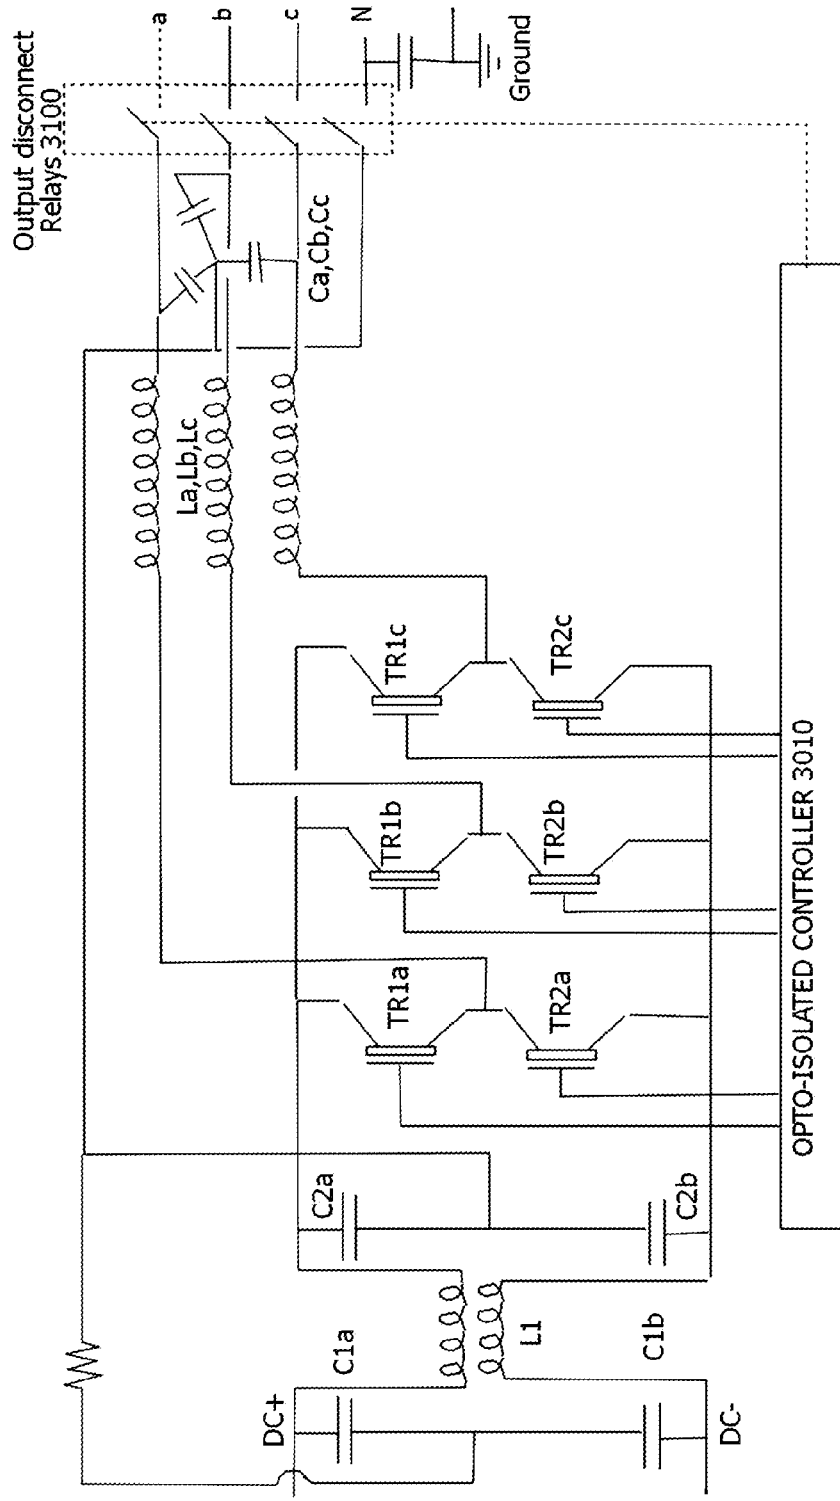 Output disconnect
Relays 3100
a
b
c
N
Ground
Ca,Cb,Cc
La,Lb,Lc
TR1a
TR1b
TR1c
TR2a
TR2b
TR2c
C2a
C2b
L1
C1a
C1b
DC+
DC-
OPTO-ISOLATED CONTROLLER 3010